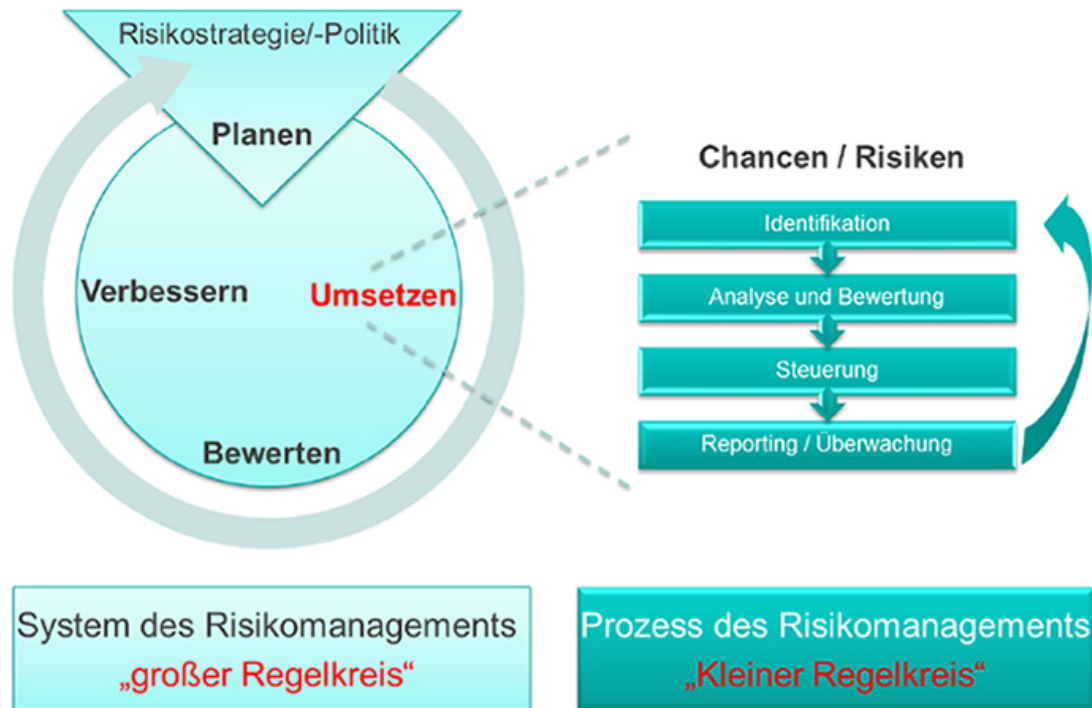 Risikostrategie/-Politik
Planen
Verbessern
Umsetzen
Bewerten
Chancen / Risiken
Identifikation
Analyse und Bewertung
Steuerung
Reporting / Überwachung
System des Risikomanagements
„großer Regelkreis“
Prozess des Risikomanagements
„Kleiner Regelkreis“